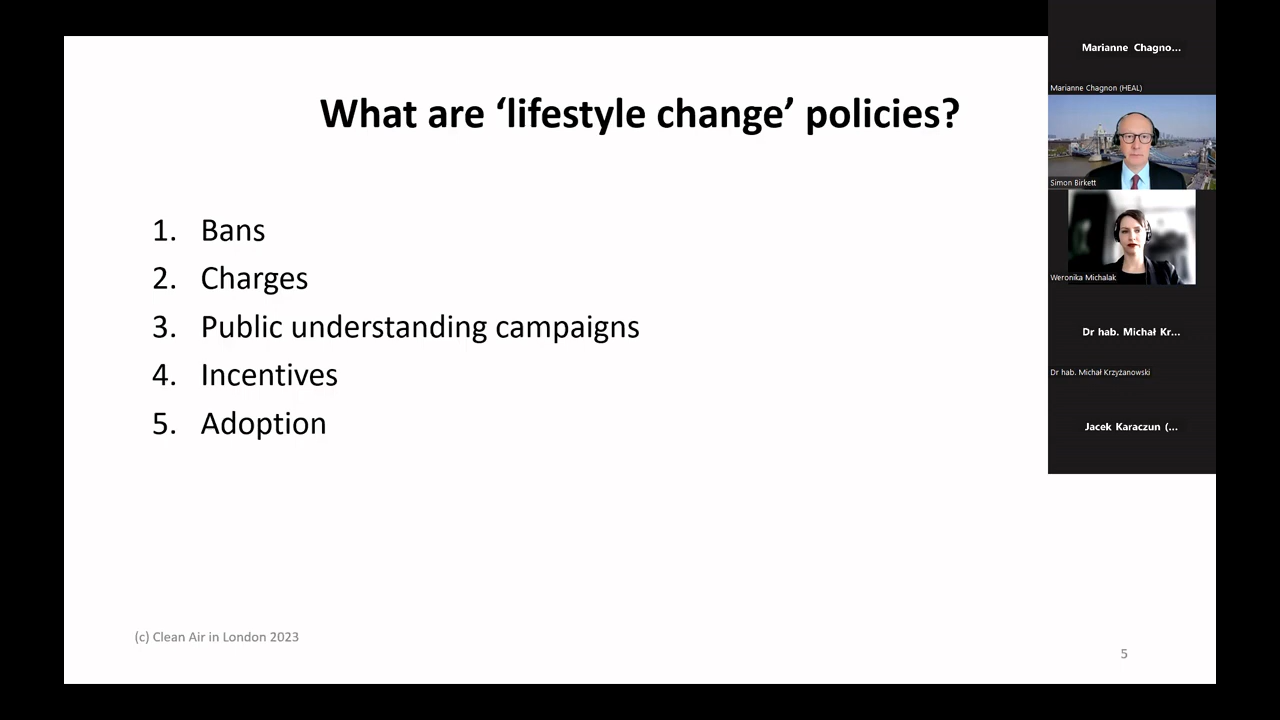 What are ‘lifestyle change’ policies?
1. Bans
2. Charges
3. Public understanding campaigns
4. Incentives
5. Adoption
(c) Clean Air in London 2023
5
Marianne Chagno...
Marianne Chagnon (HEAL)
Simon Birkett
Weronika Michalak
Dr hab. Michał Kr...
Dr hab. Michał Krzyżanowski
Jacek Karaczun (...